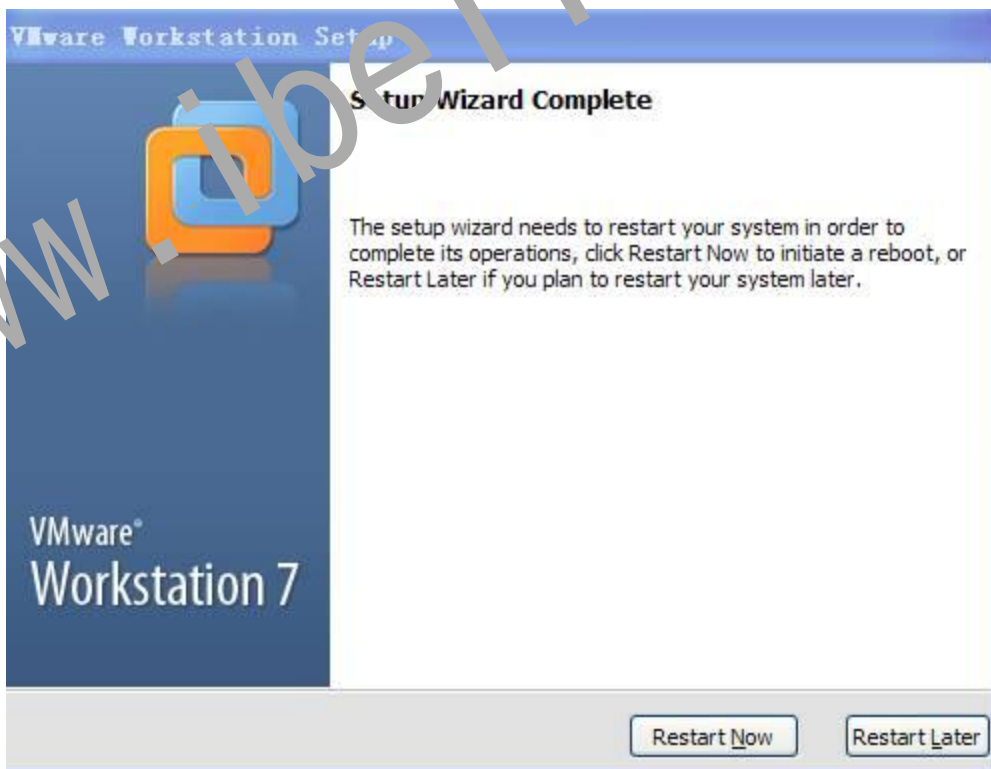 VMware Workstation Setup
Setup Wizard Complete
The setup wizard needs to restart your system in order to
complete its operations, click Restart Now to initiate a reboot, or
Restart Later if you plan to restart your system later.
VMware®
Workstation 7
Restart Now
Restart Later